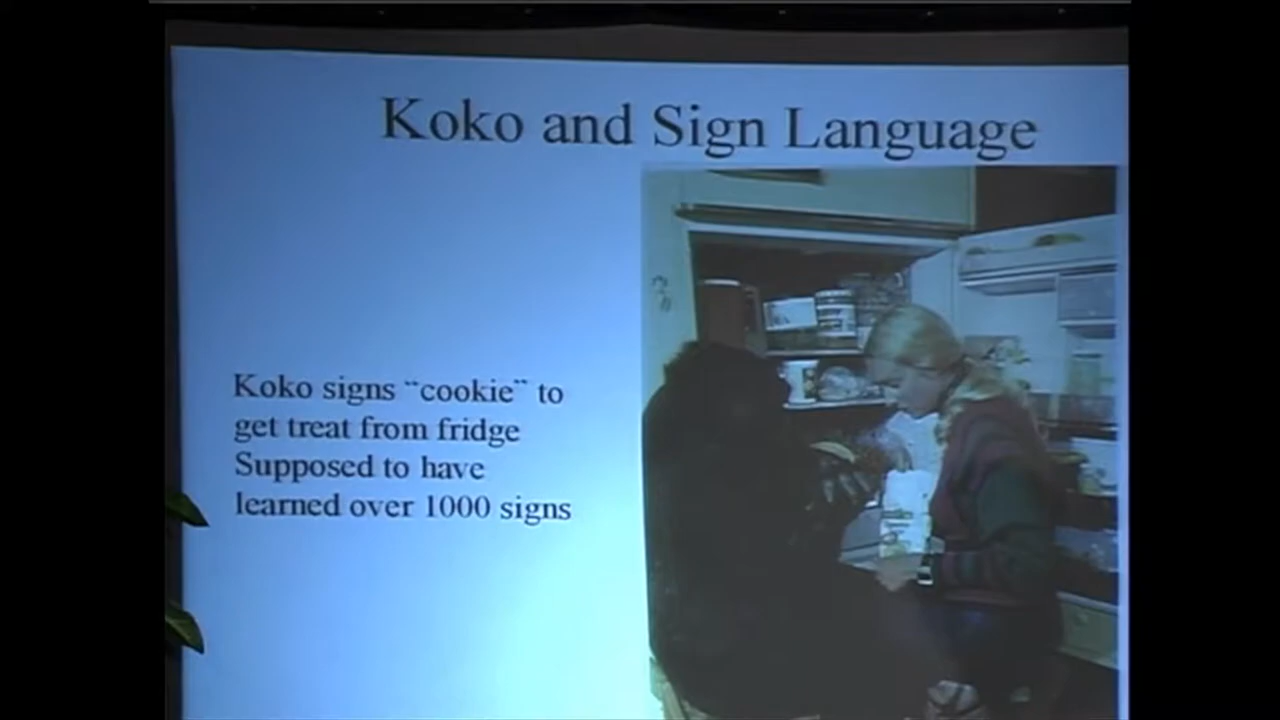 Koko and Sign Language
Koko signs “cookie” to
get treat from fridge
Supposed to have
learned over 1000 signs